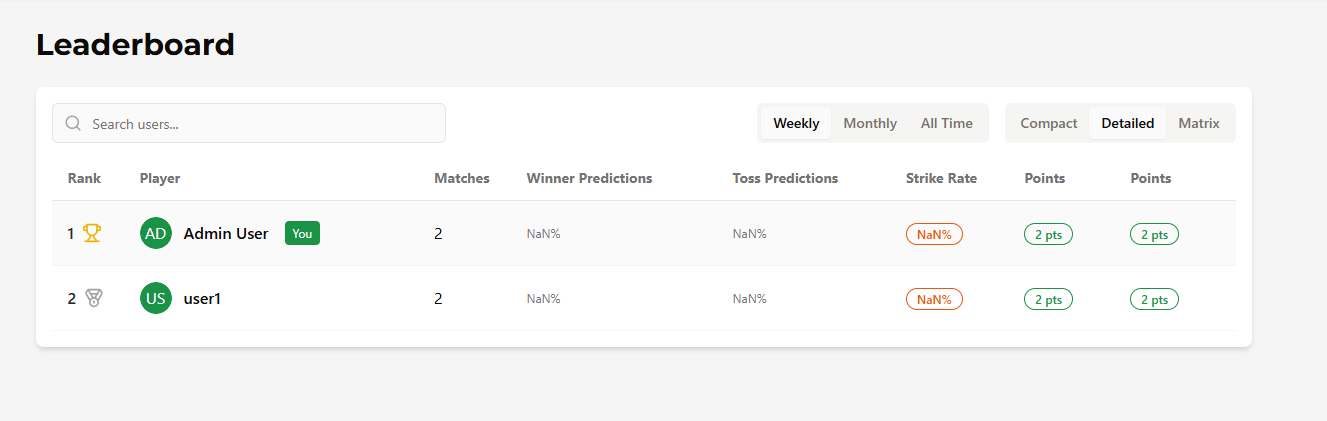 Leaderboard
Search users...
Weekly Monthly All Time Compact Detailed Matrix
Rank Player Matches Winner Predictions Toss Predictions Strike Rate Points Points
1 AD Admin User You 2 NaN% NaN% NaN% 2 pts 2 pts
2 US user1 2 NaN% NaN% NaN% 2 pts 2 pts